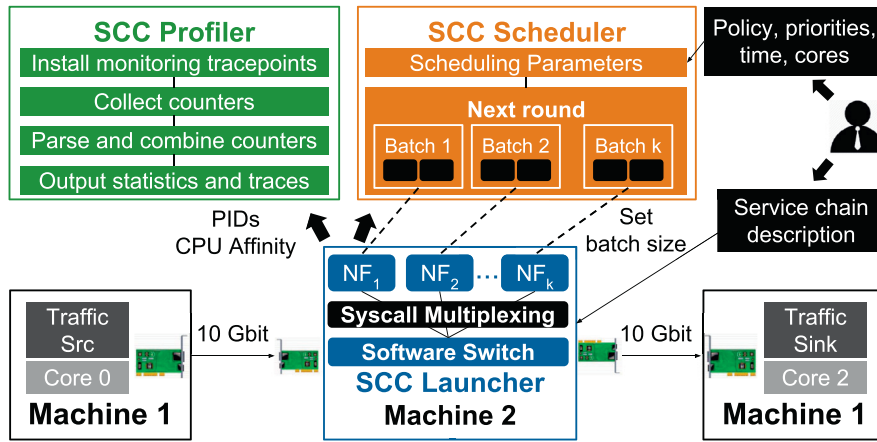 SCC Profiler
Install monitoring tracepoints
Collect counters
Parse and combine counters
Output statistics and traces
SCC Scheduler
Scheduling Parameters
Next round
Batch 1
Batch 2
Batch k
Policy, priorities,
time, cores
Service chain
description
PIDs
CPU Affinity
Set
batch size
NF1
NF2
...
NFk
Syscall Multiplexing
Software Switch
SCC Launcher
Machine 2
Traffic
Src
Core 0
Machine 1
10 Gbit
10 Gbit
Traffic
Sink
Core 2
Machine 1